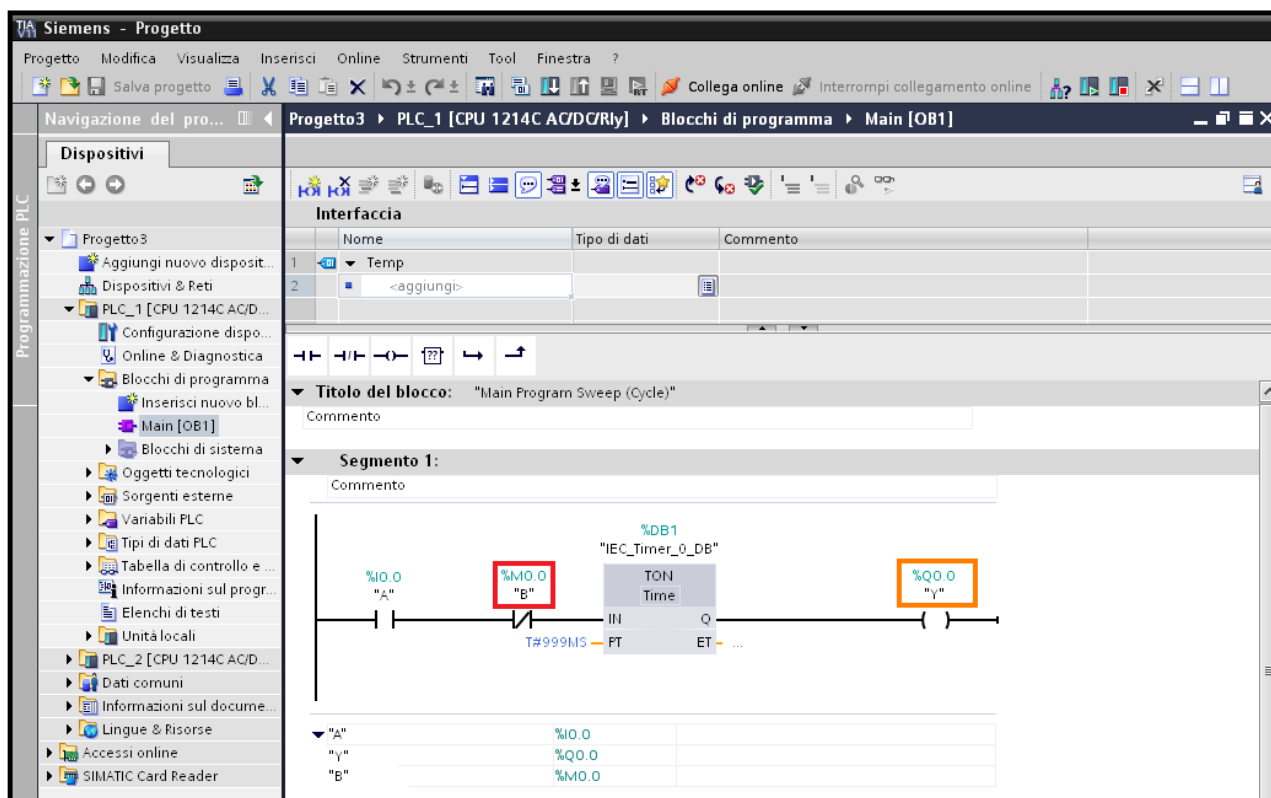 Siemens - Progetto
Progetto Modifica Visualizza Inserisci Online Strumenti Tool Finestra ?
Salva progetto Collega online Interrompi collegamento online
Navigazione del pro...
Progetto3 ▸ PLC_1 [CPU 1214C AC/DC/Rly] ▸ Blocchi di programma ▸ Main [OB1]
Programmazione PLC
Dispositivi
Progetto3
Aggiungi nuovo disposit...
Dispositivi & Reti
PLC_1 [CPU 1214C AC/D...
Configurazione dispo...
Online & Diagnostica
Blocchi di programma
Inserisci nuovo bl...
Main [OB1]
Blocchi di sistema
Oggetti tecnologici
Sorgenti esterne
Variabili PLC
Tipi di dati PLC
Tabella di controllo e ...
Informazioni sul progr...
Elenchi di testi
Unità locali
PLC_2 [CPU 1214C AC/D...
Dati comuni
Informazioni sul docume...
Lingue & Risorse
Accessi online
SIMATIC Card Reader
Interfaccia
Nome Tipo di dati Commento
1 Temp
2 <aggiungi>
??
Titolo del blocco: "Main Program Sweep (Cycle)"
Commento
Segmento 1:
Commento
%DB1
"IEC_Timer_0_DB"
%I0.0 %M0.0 TON %Q0.0
"A" "B" Time "Y"
IN Q
T#999MS PT ET ...
"A" %I0.0
"Y" %Q0.0
"B" %M0.0